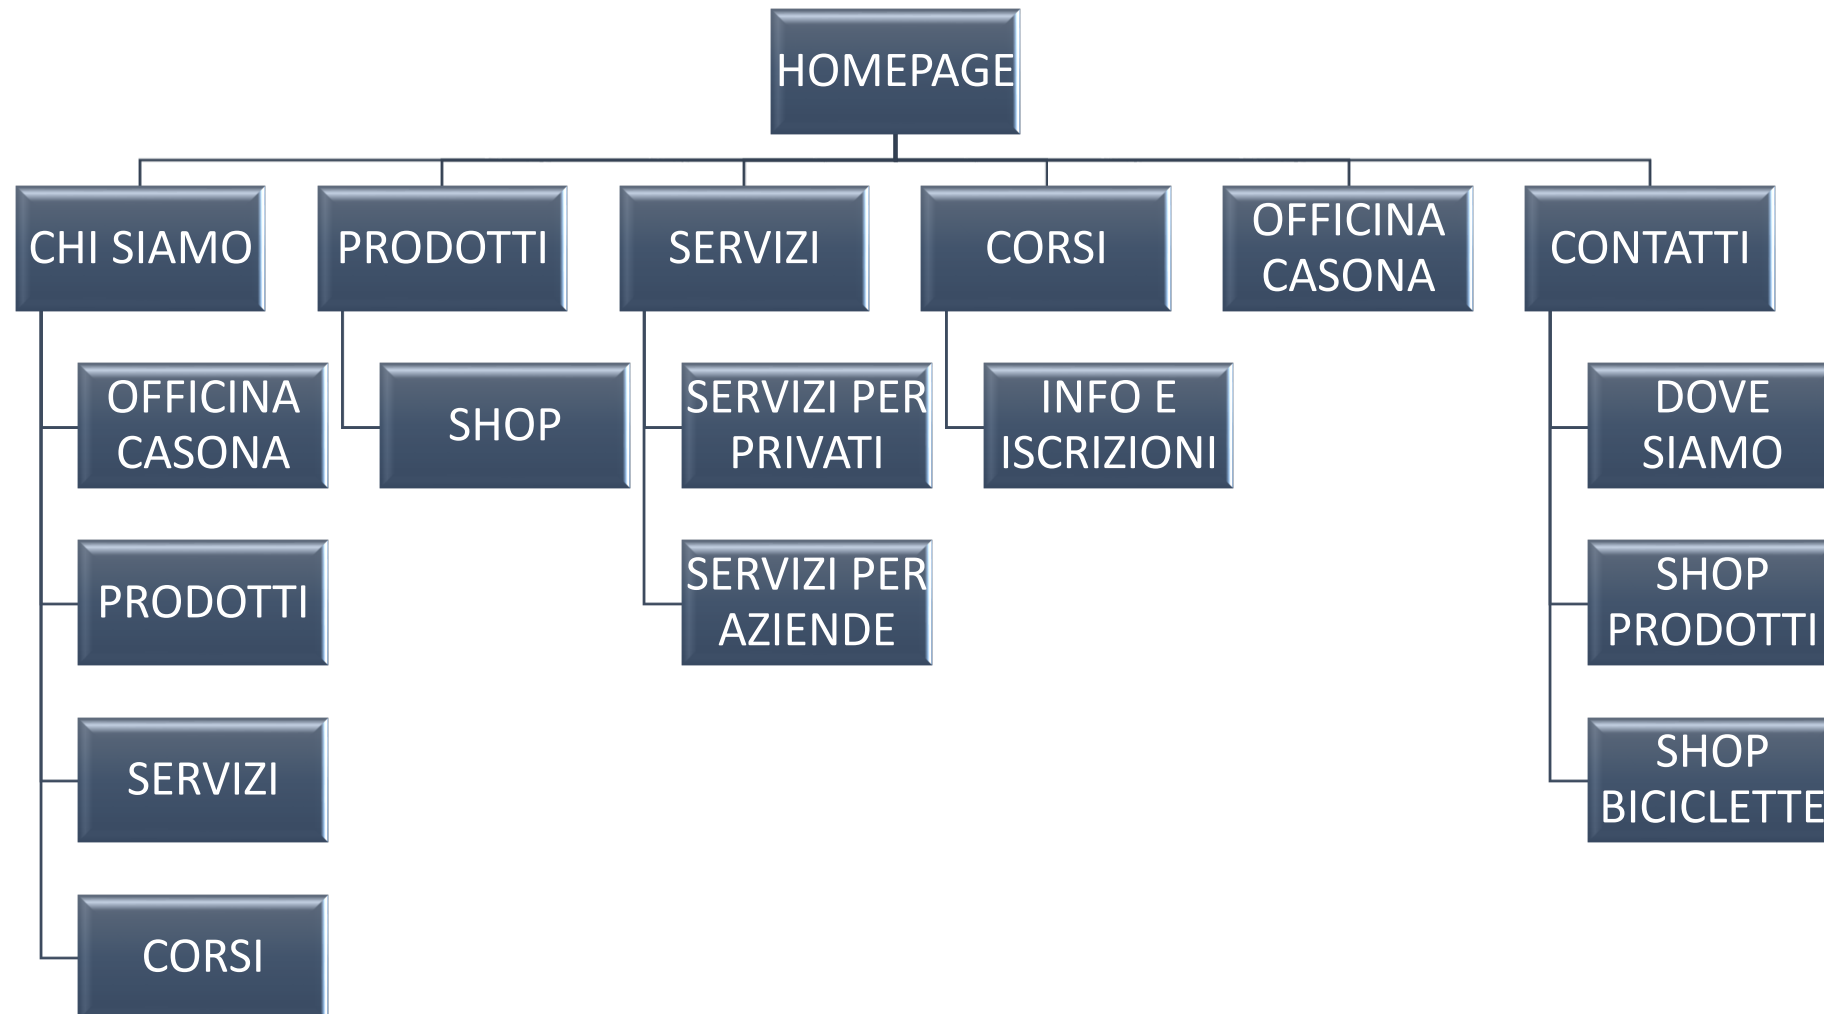 HOMEPAGE
CHI SIAMO
PRODOTTI
SERVIZI
CORSI
OFFICINA
CASONA
CONTATTI
OFFICINA
CASONA
SHOP
SERVIZI PER
PRIVATI
INFO E
ISCRIZIONI
DOVE
SIAMO
PRODOTTI
SERVIZI PER
AZIENDE
SHOP
PRODOTTI
SERVIZI
SHOP
BICICLETTE
CORSI